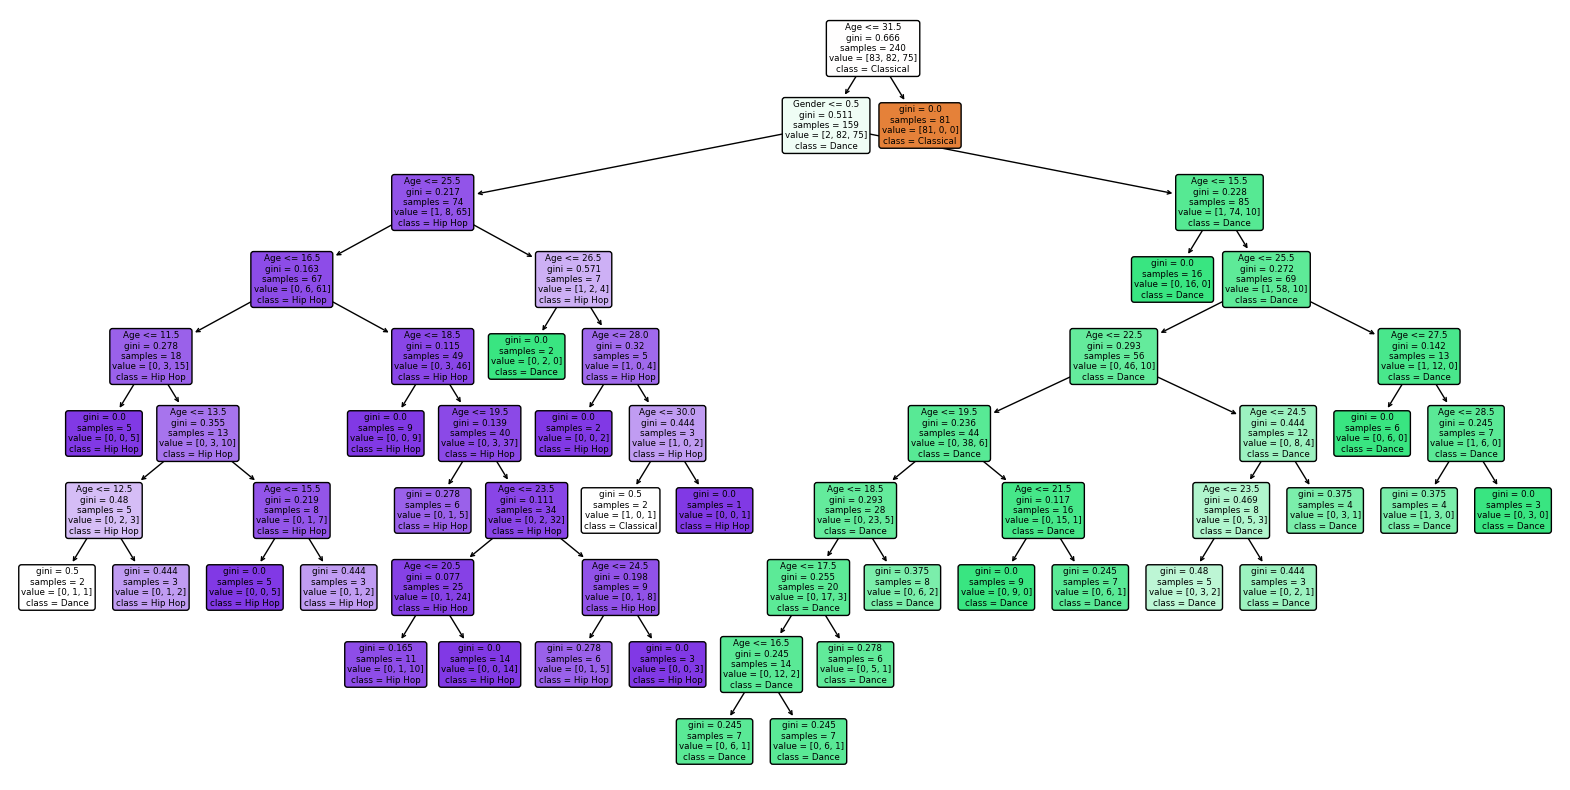 Age <= 31.5
gini = 0.666
samples = 240
value = [83, 82, 75]
class = Classical
Gender <= 0.5
gini = 0.511
samples = 159
value = [2, 82, 75]
class = Dance
gini = 0.0
samples = 81
value = [81, 0, 0]
class = Classical
Age <= 25.5
gini = 0.217
samples = 74
value = [1, 8, 65]
class = Hip Hop
Age <= 15.5
gini = 0.228
samples = 85
value = [1, 74, 10]
class = Dance
Age <= 16.5
gini = 0.163
samples = 67
value = [0, 6, 61]
class = Hip Hop
Age <= 26.5
gini = 0.571
samples = 7
value = [1, 2, 4]
class = Hip Hop
gini = 0.0
samples = 16
value = [0, 16, 0]
class = Dance
Age <= 25.5
gini = 0.272
samples = 69
value = [1, 58, 10]
class = Dance
Age <= 11.5
gini = 0.278
samples = 18
value = [0, 3, 15]
class = Hip Hop
Age <= 18.5
gini = 0.115
samples = 49
value = [0, 3, 46]
class = Hip Hop
gini = 0.0
samples = 2
value = [0, 2, 0]
class = Dance
Age <= 28.0
gini = 0.32
samples = 5
value = [1, 0, 4]
class = Hip Hop
Age <= 22.5
gini = 0.293
samples = 56
value = [0, 46, 10]
class = Dance
Age <= 27.5
gini = 0.142
samples = 13
value = [1, 12, 0]
class = Dance
gini = 0.0
samples = 5
value = [0, 0, 5]
class = Hip Hop
Age <= 13.5
gini = 0.355
samples = 13
value = [0, 3, 10]
class = Hip Hop
gini = 0.0
samples = 9
value = [0, 0, 9]
class = Hip Hop
Age <= 19.5
gini = 0.139
samples = 40
value = [0, 3, 37]
class = Hip Hop
gini = 0.0
samples = 2
value = [0, 0, 2]
class = Hip Hop
Age <= 30.0
gini = 0.444
samples = 3
value = [1, 0, 2]
class = Hip Hop
Age <= 19.5
gini = 0.236
samples = 44
value = [0, 38, 6]
class = Dance
Age <= 24.5
gini = 0.444
samples = 12
value = [0, 8, 4]
class = Dance
gini = 0.0
samples = 6
value = [0, 6, 0]
class = Dance
Age <= 28.5
gini = 0.245
samples = 7
value = [1, 6, 0]
class = Dance
Age <= 12.5
gini = 0.48
samples = 5
value = [0, 2, 3]
class = Hip Hop
Age <= 15.5
gini = 0.219
samples = 8
value = [0, 1, 7]
class = Hip Hop
gini = 0.278
samples = 6
value = [0, 1, 5]
class = Hip Hop
Age <= 23.5
gini = 0.111
samples = 34
value = [0, 2, 32]
class = Hip Hop
gini = 0.5
samples = 2
value = [1, 0, 1]
class = Classical
gini = 0.0
samples = 1
value = [0, 0, 1]
class = Hip Hop
Age <= 18.5
gini = 0.293
samples = 28
value = [0, 23, 5]
class = Dance
Age <= 21.5
gini = 0.117
samples = 16
value = [0, 15, 1]
class = Dance
Age <= 23.5
gini = 0.469
samples = 8
value = [0, 5, 3]
class = Dance
gini = 0.375
samples = 4
value = [0, 3, 1]
class = Dance
gini = 0.375
samples = 4
value = [1, 3, 0]
class = Dance
gini = 0.0
samples = 3
value = [0, 3, 0]
class = Dance
gini = 0.5
samples = 2
value = [0, 1, 1]
class = Dance
gini = 0.444
samples = 3
value = [0, 1, 2]
class = Hip Hop
gini = 0.0
samples = 5
value = [0, 0, 5]
class = Hip Hop
gini = 0.444
samples = 3
value = [0, 1, 2]
class = Hip Hop
Age <= 20.5
gini = 0.077
samples = 25
value = [0, 1, 24]
class = Hip Hop
Age <= 24.5
gini = 0.198
samples = 9
value = [0, 1, 8]
class = Hip Hop
Age <= 17.5
gini = 0.255
samples = 20
value = [0, 17, 3]
class = Dance
gini = 0.375
samples = 8
value = [0, 6, 2]
class = Dance
gini = 0.0
samples = 9
value = [0, 9, 0]
class = Dance
gini = 0.245
samples = 7
value = [0, 6, 1]
class = Dance
gini = 0.48
samples = 5
value = [0, 3, 2]
class = Dance
gini = 0.444
samples = 3
value = [0, 2, 1]
class = Dance
gini = 0.165
samples = 11
value = [0, 1, 10]
class = Hip Hop
gini = 0.0
samples = 14
value = [0, 0, 14]
class = Hip Hop
gini = 0.278
samples = 6
value = [0, 1, 5]
class = Hip Hop
gini = 0.0
samples = 3
value = [0, 0, 3]
class = Hip Hop
Age <= 16.5
gini = 0.245
samples = 14
value = [0, 12, 2]
class = Dance
gini = 0.278
samples = 6
value = [0, 5, 1]
class = Dance
gini = 0.245
samples = 7
value = [0, 6, 1]
class = Dance
gini = 0.245
samples = 7
value = [0, 6, 1]
class = Dance